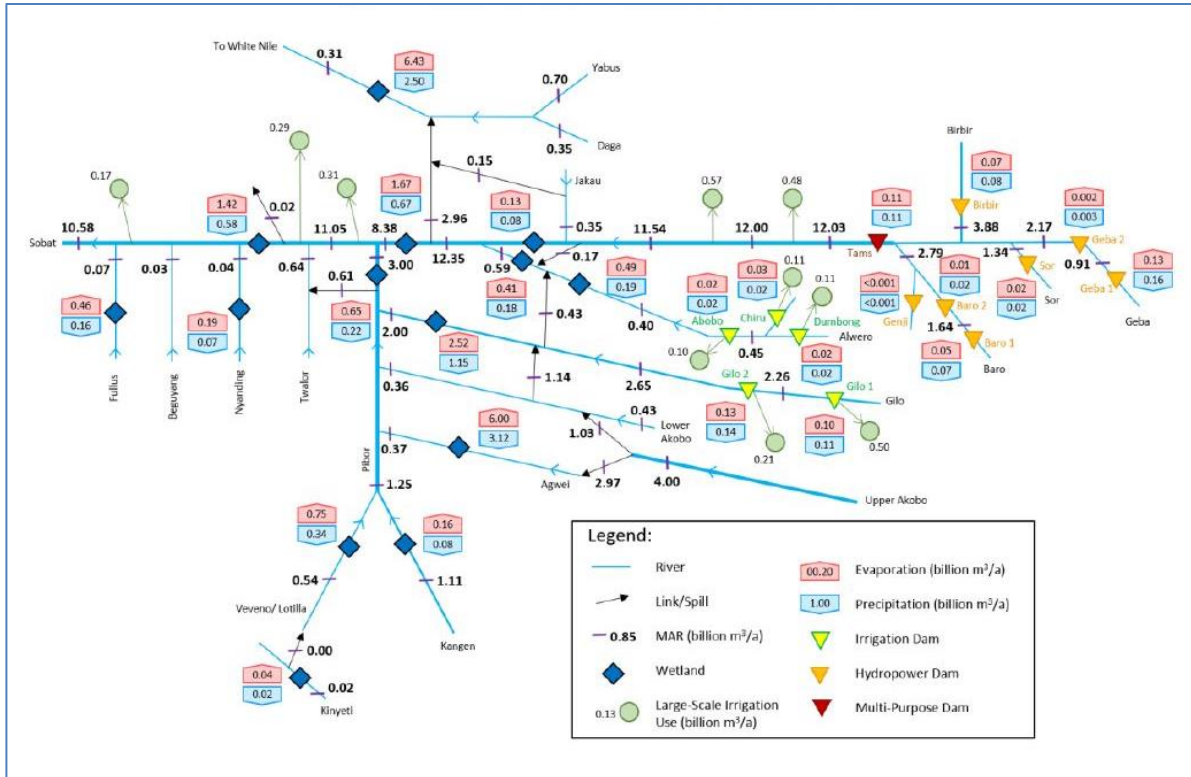 To White Nile
0.31
6.43
2.50
Yabus
0.70
0.35
Daga
0.29
0.15
Jakau
Birbir
0.07
0.08
0.17
0.31
1.67
0.67
0.13
0.08
0.57
0.48
0.11
0.11
Birbir
0.002
0.003
1.42
0.58
0.02
2.96
Sobat
10.58
11.05
8.38
12.35
0.35
11.54
12.00
12.03
Tams
3.88
2.17
Geba 2
0.07
0.03
0.04
0.64
3.00
0.59
0.17
2.79
1.34
Sor
0.91
0.13
0.16
0.61
0.41
0.18
0.49
0.19
0.03
0.02
0.11
0.11
0.01
0.02
0.02
0.02
Geba 1
0.46
0.16
0.19
0.07
0.65
0.22
0.02
0.02
<0.001
<0.001
Baro 2
Sor
Geba
2.00
0.43
0.40
Abobo
Chiru
Dumbong
Genji
1.64
Baro 1
0.45
Alwero
2.52
1.15
0.10
0.02
0.02
0.05
0.07
Baro
Fullus
Beguyang
Nyanding
Twalor
0.36
1.14
2.65
Gilo 2
2.26
Gilo 1
Gilo
0.37
6.00
3.12
0.43
Lower
Akobo
0.13
0.14
0.10
0.11
1.03
0.21
0.50
Pibor
Agwei
2.97
4.00
Upper Akobo
1.25
0.75
0.34
0.16
0.08
0.54
1.11
Veveno/ Lotilla
Kangen
0.00
0.04
0.02
0.02
Kinyeti
Legend:
River
00.20 Evaporation (billion m³/a)
Link/Spill
1.00 Precipitation (billion m³/a)
0.85 MAR (billion m³/a)
Irrigation Dam
Wetland
Hydropower Dam
0.13 Large-Scale Irrigation
Use (billion m³/a)
Multi-Purpose Dam